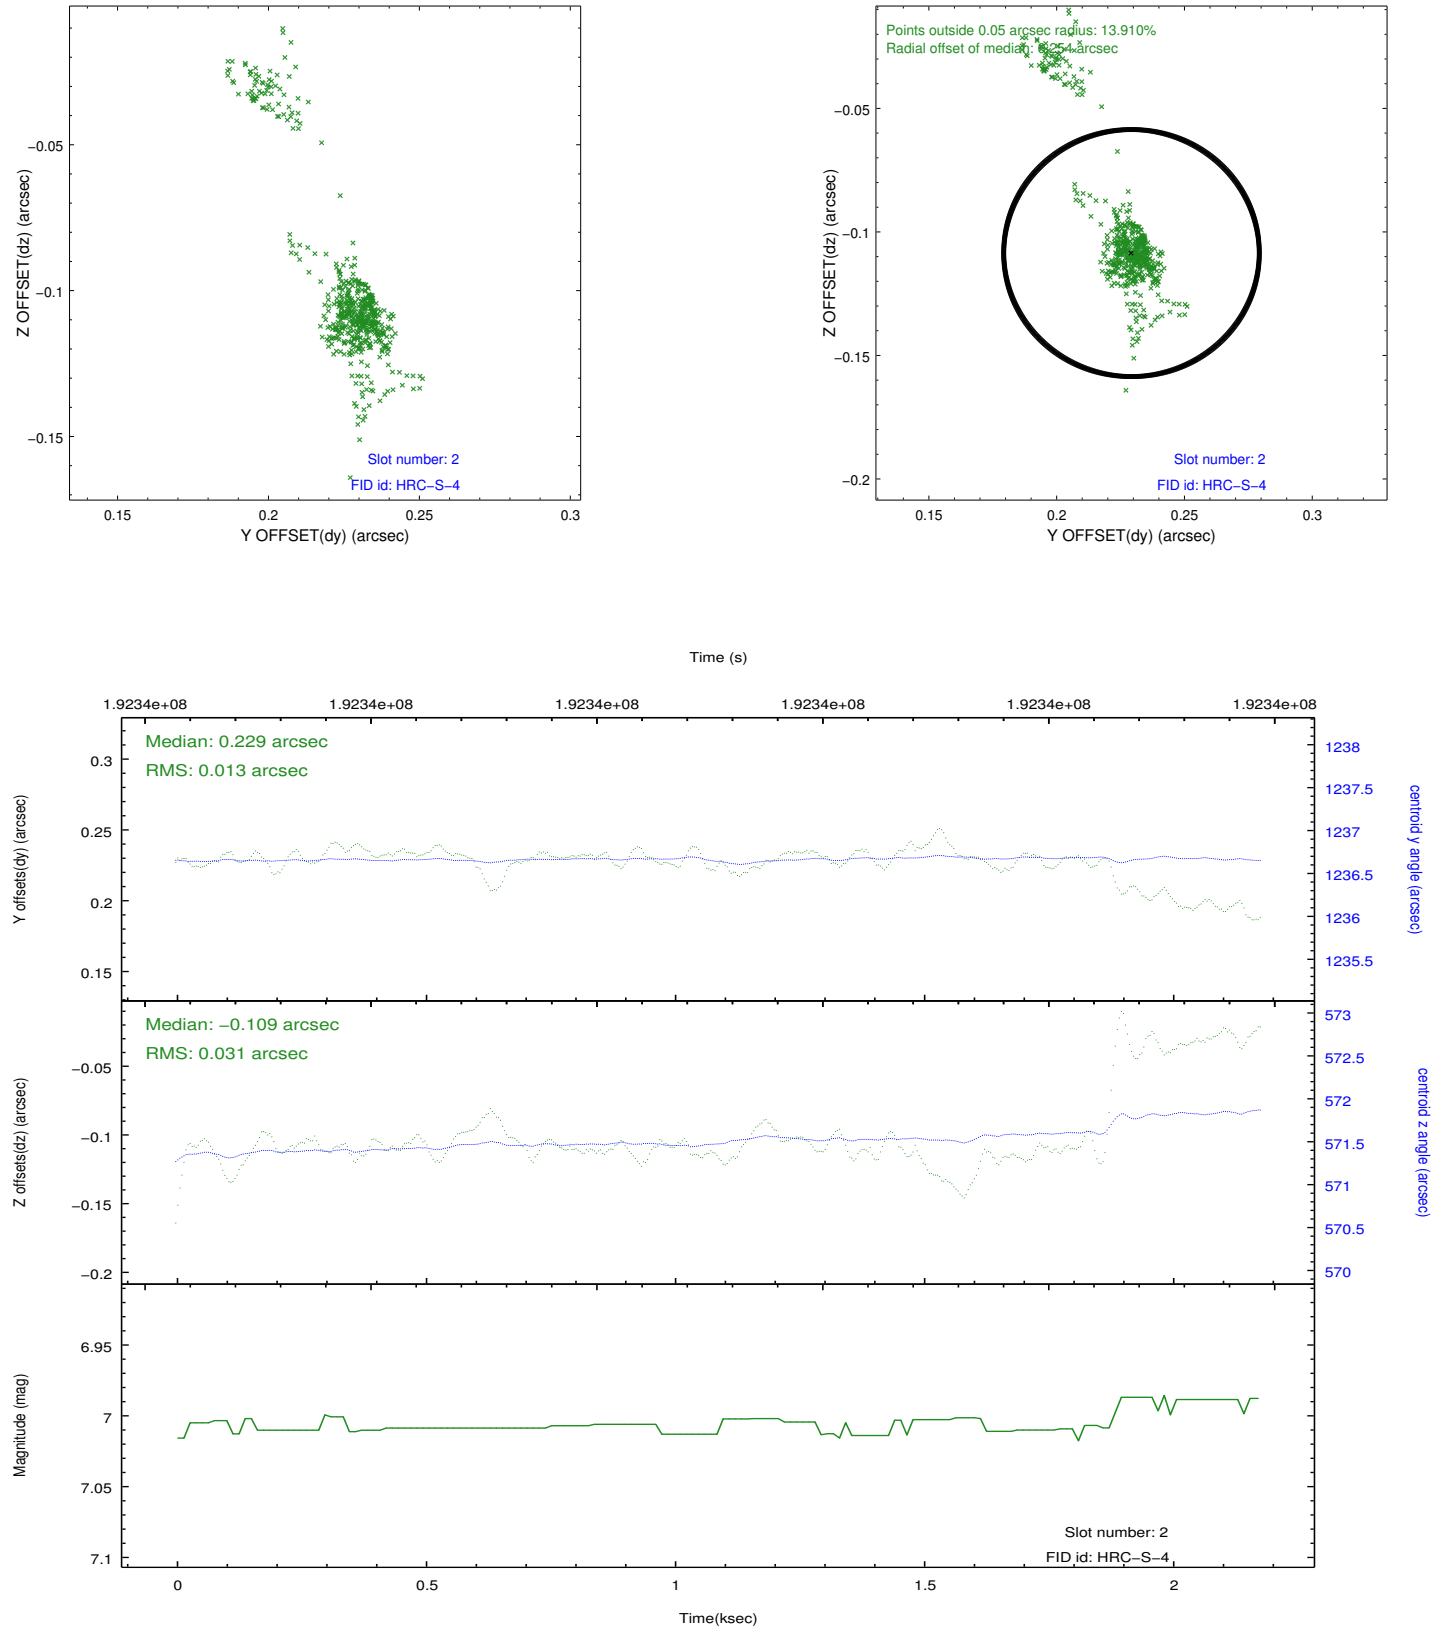 −0.05
−0.1
−0.15
Z OFFSET(dz) (arcsec)
0.15
0.2
0.25
0.3
Y OFFSET(dy) (arcsec)
Slot number: 2
FID id: HRC−S−4
Points outside 0.05 arcsec radius: 13.910%
Radial offset of median: 0.254 arcsec
−0.05
−0.1
−0.15
−0.2
Z OFFSET(dz) (arcsec)
0.15
0.2
0.25
0.3
Y OFFSET(dy) (arcsec)
Slot number: 2
FID id: HRC−S−4
Time (s)
1.9234e+08 1.9234e+08 1.9234e+08 1.9234e+08 1.9234e+08 1.9234e+08
Median: 0.229 arcsec
RMS: 0.013 arcsec
0.3
0.25
0.2
0.15
Y offsets(dy) (arcsec)
1238
1237.5
1237
1236.5
1236
1235.5
centroid y angle (arcsec)
Median: −0.109 arcsec
RMS: 0.031 arcsec
−0.05
−0.1
−0.15
−0.2
Z offsets(dz) (arcsec)
573
572.5
572
571.5
571
570.5
570
centroid z angle (arcsec)
6.95
7
7.05
7.1
Magnitude (mag)
Slot number: 2
FID id: HRC−S−4
0 0.5 1 1.5 2
Time(ksec)